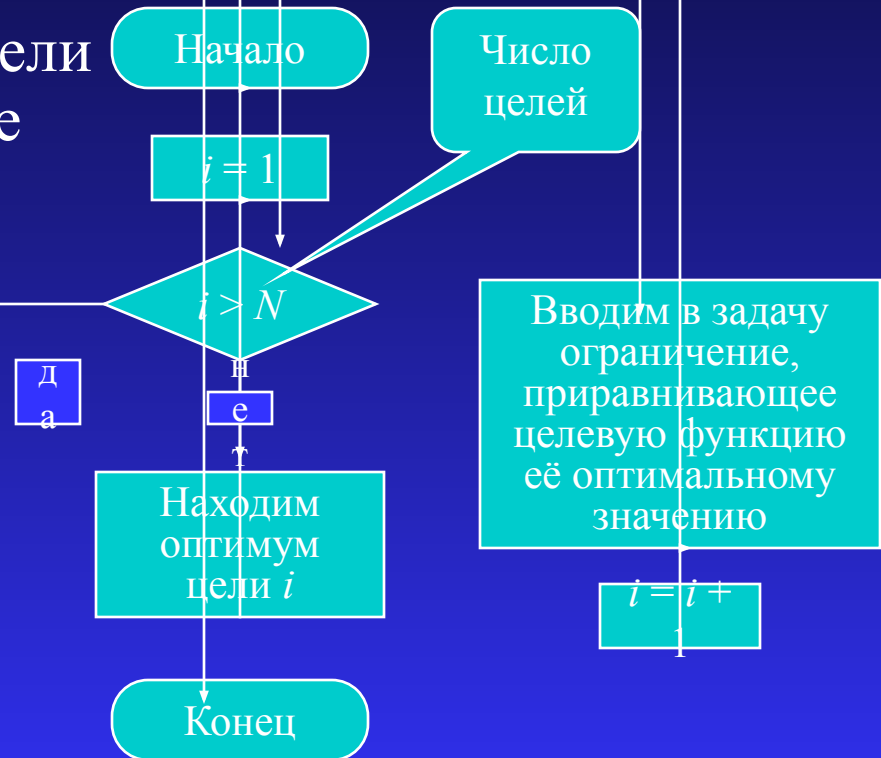 ели
е
Начало
Число
целей
i = 1
i > N
д
а
н
е
т
Находим
оптимум
цели i
Конец
Вводим в задачу
ограничение,
приравнивающее
целевую функцию
её оптимальному
значению
i = i +
1